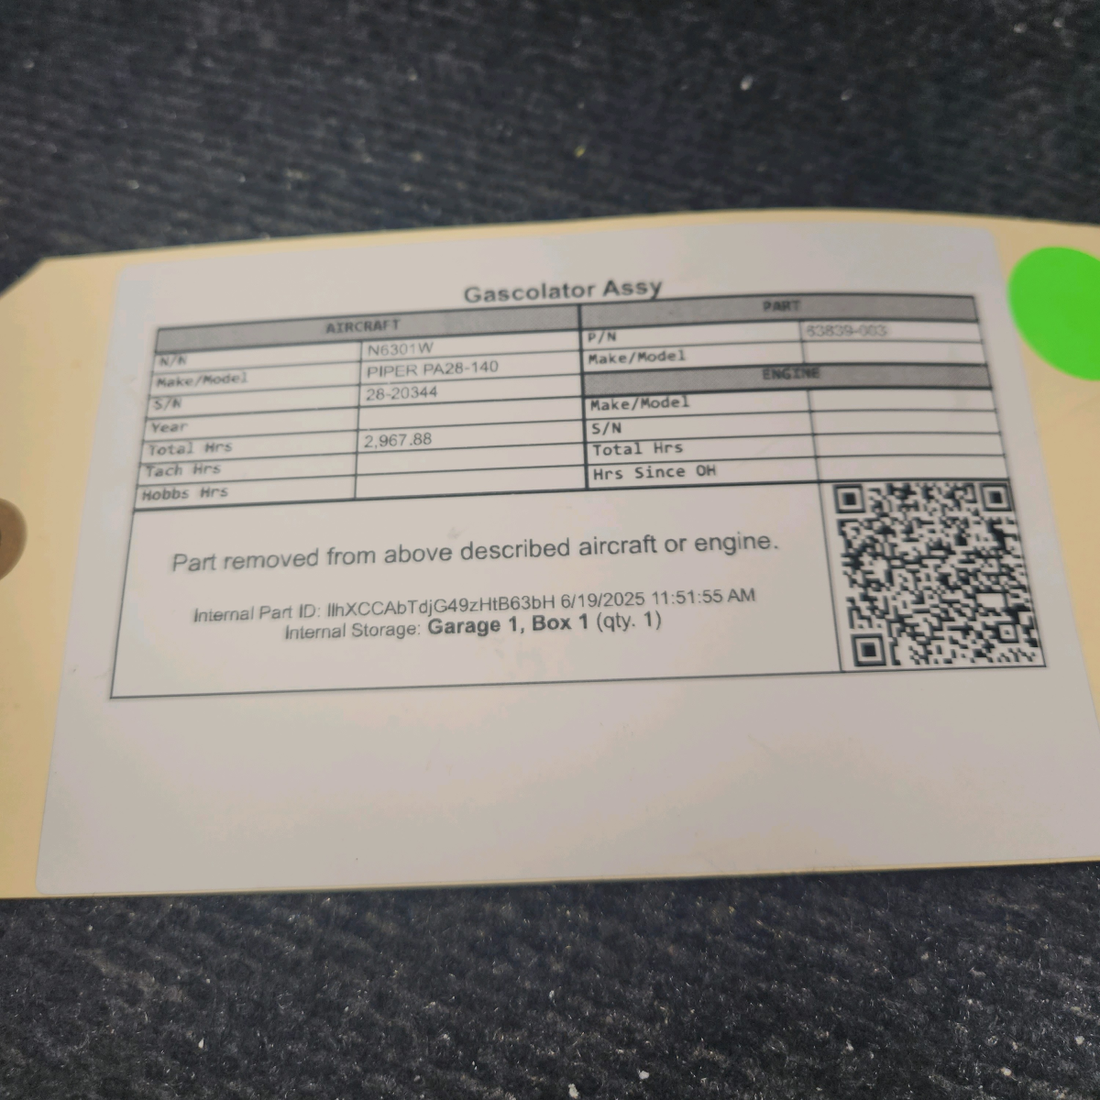 Gascolator Assy
AIRCRAFT
PART
N/N N6301W
P/N 63839-003
Make/Model PIPER PA28-140
Make/Model
S/N 28-20344
ENGINE
Year
Make/Model
Total Hrs 2,967.88
S/N
Tach Hrs
Total Hrs
Hobbs Hrs
Hrs Since OH
Part removed from above described aircraft or engine.
Internal Part ID: IlhXCCAbTdjG49zHtB63bH 6/19/2025 11:51:55 AM
Internal Storage: Garage 1, Box 1 (qty. 1)